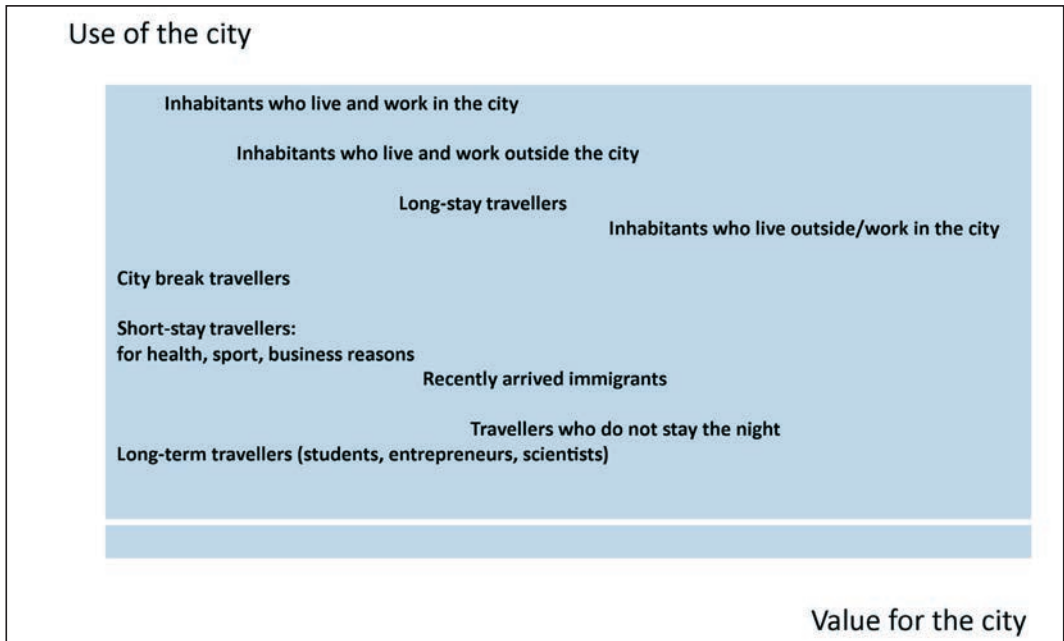 Use of the city
Inhabitants who live and work in the city
Inhabitants who live and work outside the city
Long-stay travellers
Inhabitants who live outside/work in the city
City break travellers
Short-stay travellers:
for health, sport, business reasons
Recently arrived immigrants
Travellers who do not stay the night
Long-term travellers (students, entrepreneurs, scientists)
Value for the city